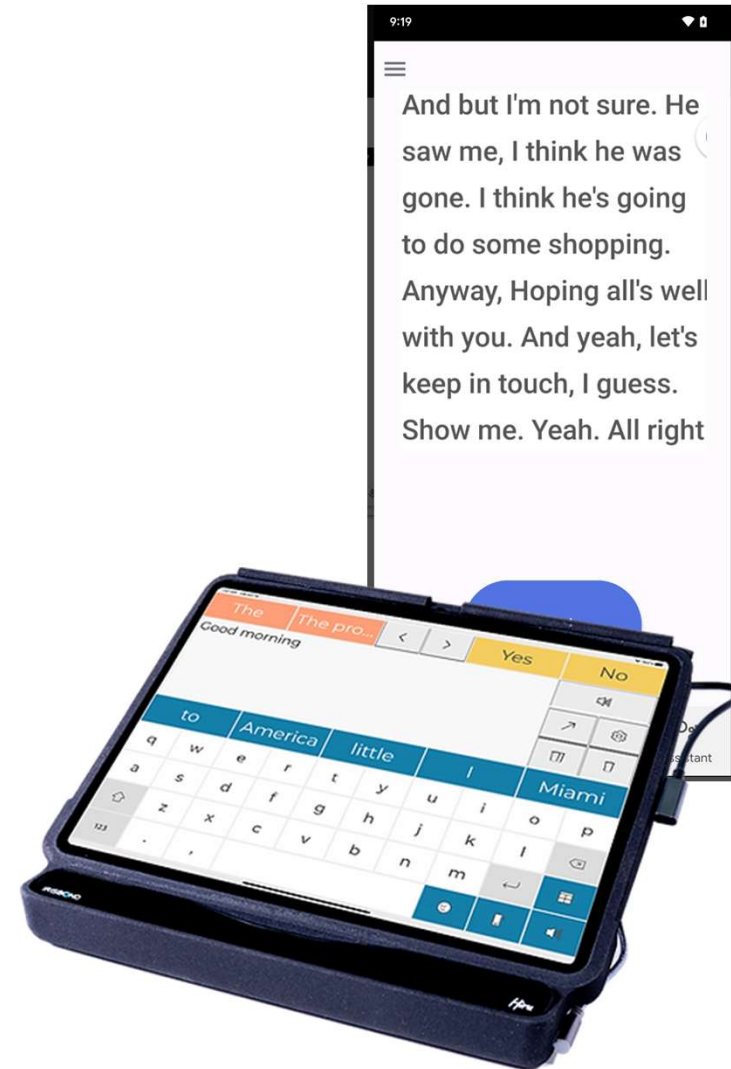 9:19
And but I'm not sure. He
saw me, I think he was
gone. I think he's going
to do some shopping.
Anyway, Hoping all's well
with you. And yeah, let's
keep in touch, I guess.
Show me. Yeah. All right
The
The pro...
<
>
Yes
No
Good morning
to
America
little
I
Miami
q w e r t y u i o p
a s d f g h j k l
z x c v b n m
123
. ,
IRISBOND
Hiru